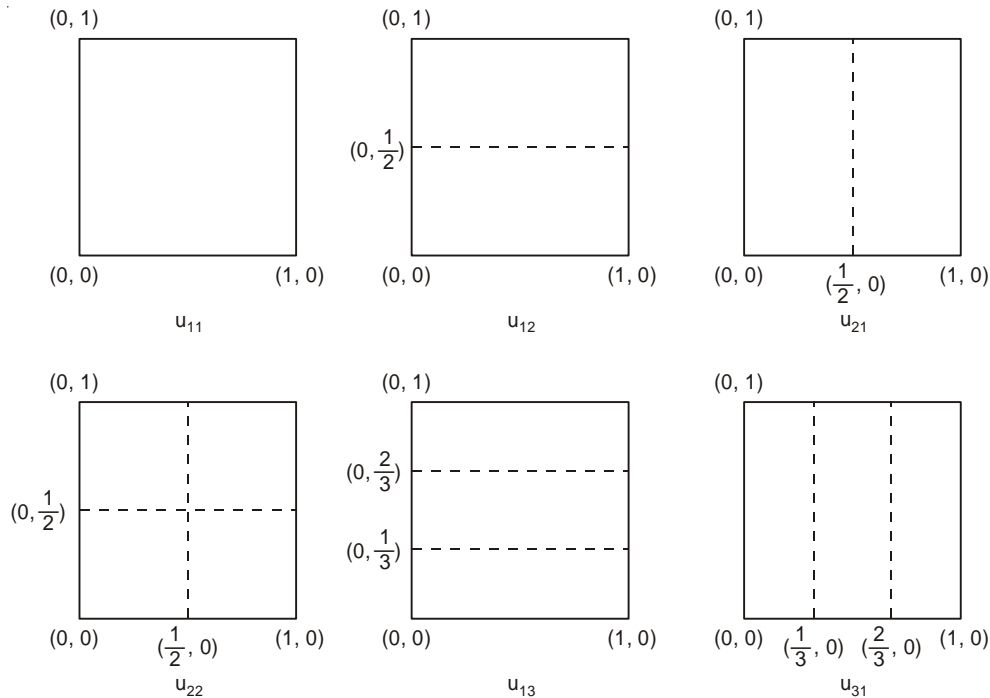 (0, 1) (0, 1) (0, 1)
(0, 1/2)
(0, 0) (1, 0) (0, 0) (1, 0) (0, 0) (1/2, 0) (1, 0)
u₁₁ u₁₂ u₂₁
(0, 1) (0, 1) (0, 1)
(0, 2/3)
(0, 1/2)
(0, 1/3)
(0, 0) (1/2, 0) (1, 0) (0, 0) (1, 0) (0, 0) (1/3, 0) (2/3, 0) (1, 0)
u₂₂ u₁₃ u₃₁